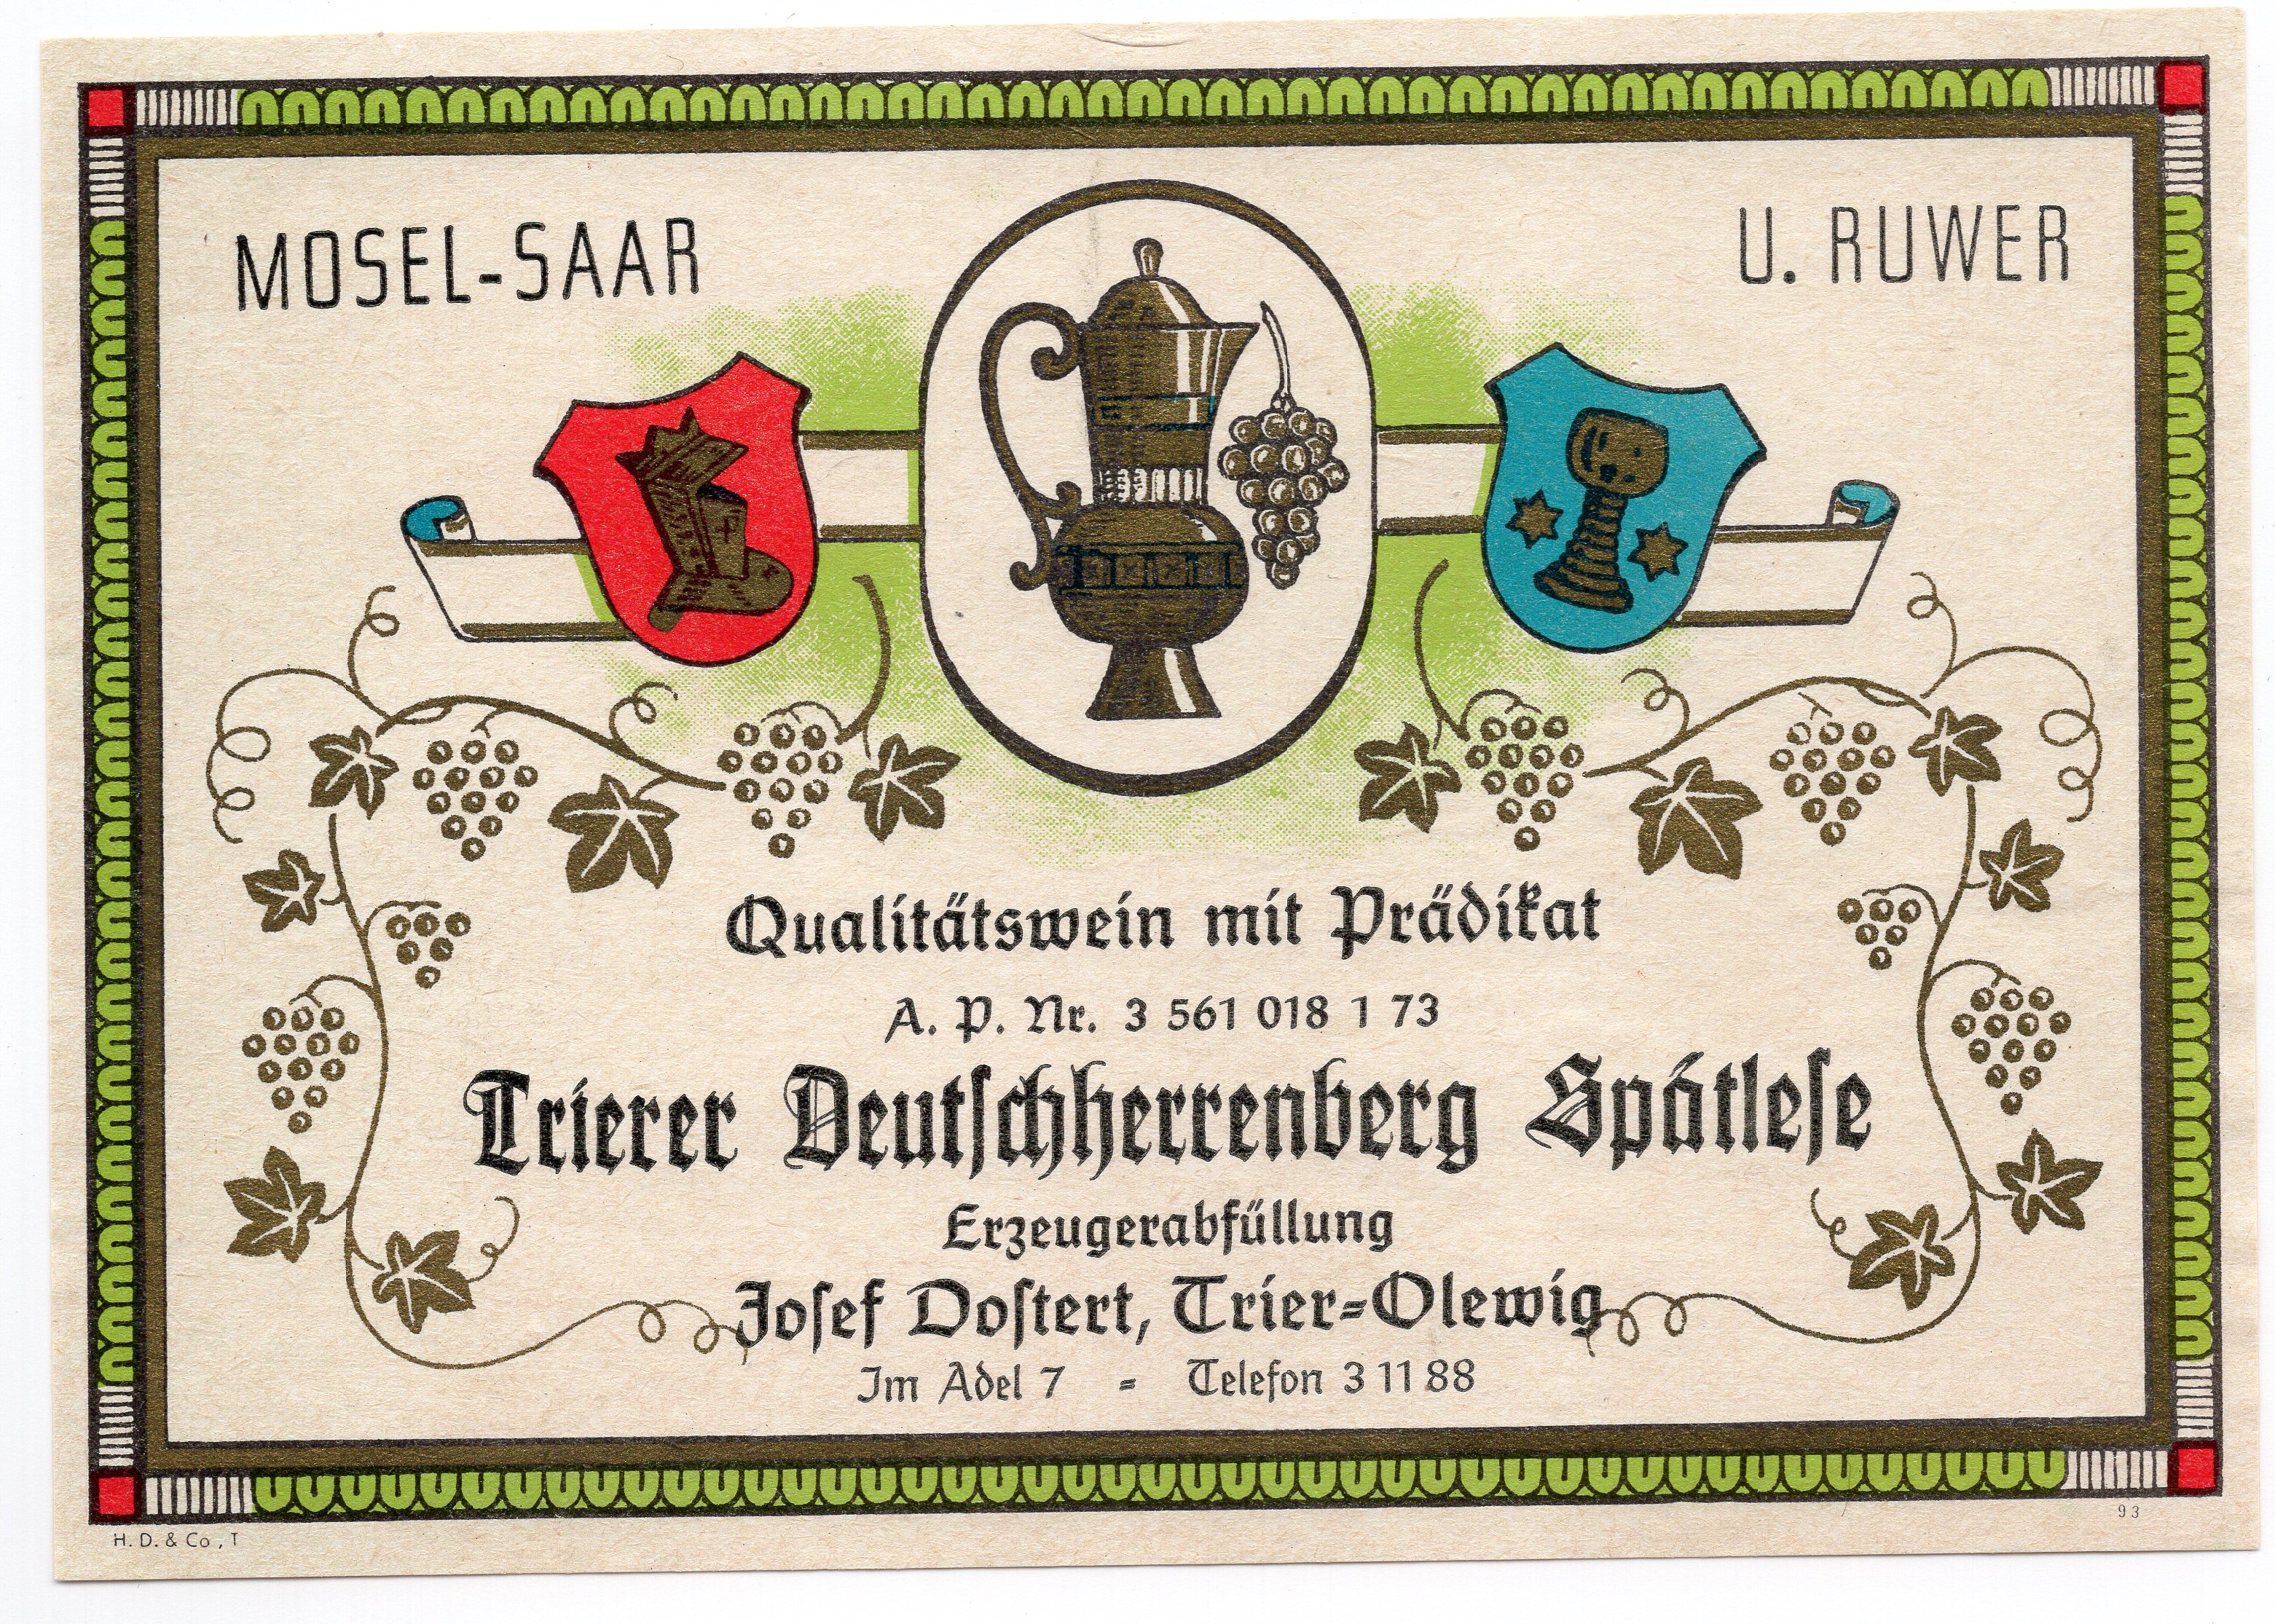 MOSEL-SAAR
U. RUWER
Qualitätswein mit Prädikat
A. P. Nr. 3 561 018 1 73
Trierer Deutſchherrenberg Spätleſe
Erzeugerabfüllung
Joſef Doſtert, Trier=Olewig
Im Adel 7 = Telefon 3 11 88
H. D. & Co., T
93